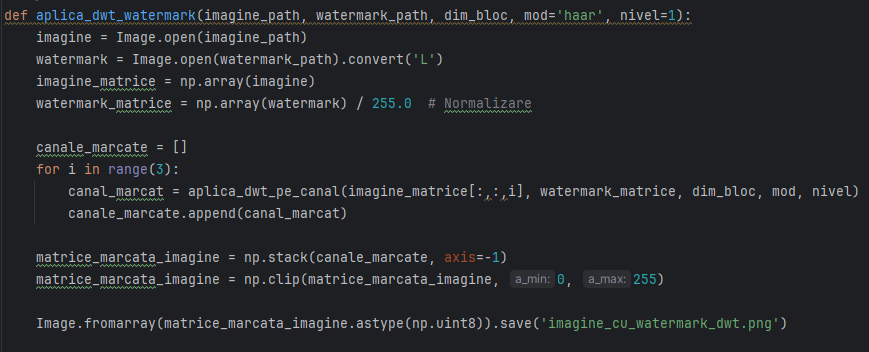 def aplica_dwt_watermark(imagine_path, watermark_path, dim_bloc, mod='haar', nivel=1):
    imagine = Image.open(imagine_path)
    watermark = Image.open(watermark_path).convert('L')
    imagine_matrice = np.array(imagine)
    watermark_matrice = np.array(watermark) / 255.0  # Normalizare

    canale_marcate = []
    for i in range(3):
        canal_marcat = aplica_dwt_pe_canal(imagine_matrice[:,:,i], watermark_matrice, dim_bloc, mod, nivel)
        canale_marcate.append(canal_marcat)

    matrice_marcata_imagine = np.stack(canale_marcate, axis=-1)
    matrice_marcata_imagine = np.clip(matrice_marcata_imagine, a_min: 0, a_max: 255)

    Image.fromarray(matrice_marcata_imagine.astype(np.uint8)).save('imagine_cu_watermark_dwt.png')